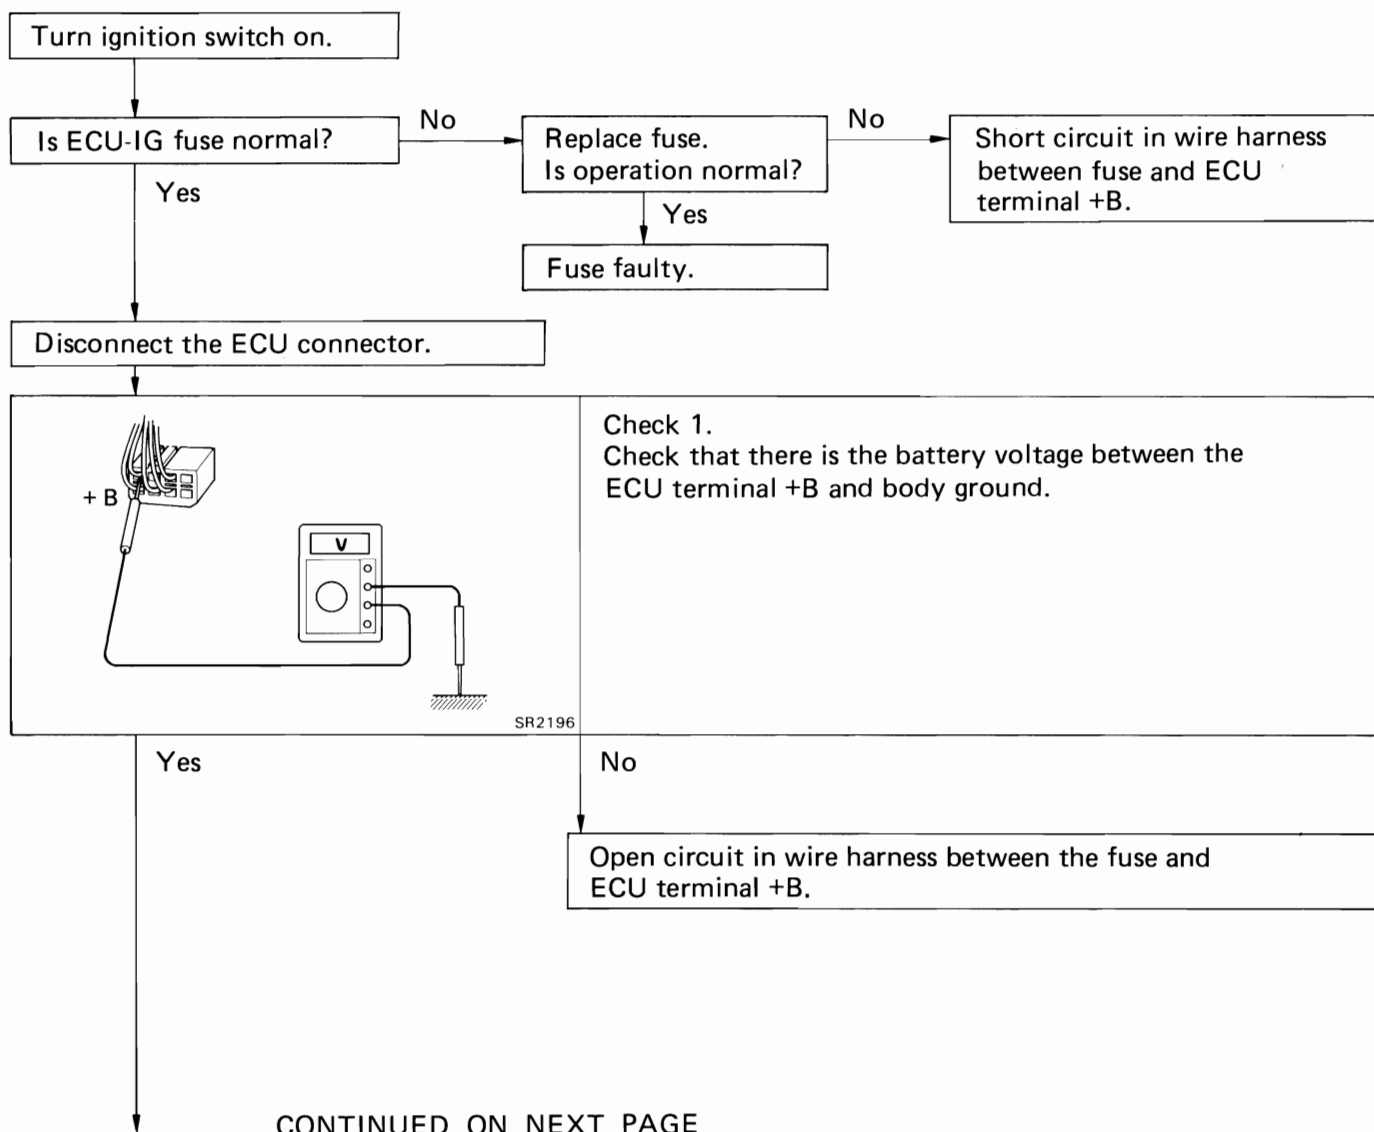 Turn ignition switch on.
Is ECU-IG fuse normal?
No
Replace fuse.
Is operation normal?
No
Short circuit in wire harness
between fuse and ECU
terminal +B.
Yes
Yes
Fuse faulty.
Disconnect the ECU connector.
+ B
V
SR2196
Check 1.
Check that there is the battery voltage between the
ECU terminal +B and body ground.
Yes
No
Open circuit in wire harness between the fuse and
ECU terminal +B.
CONTINUED ON NEXT PAGE